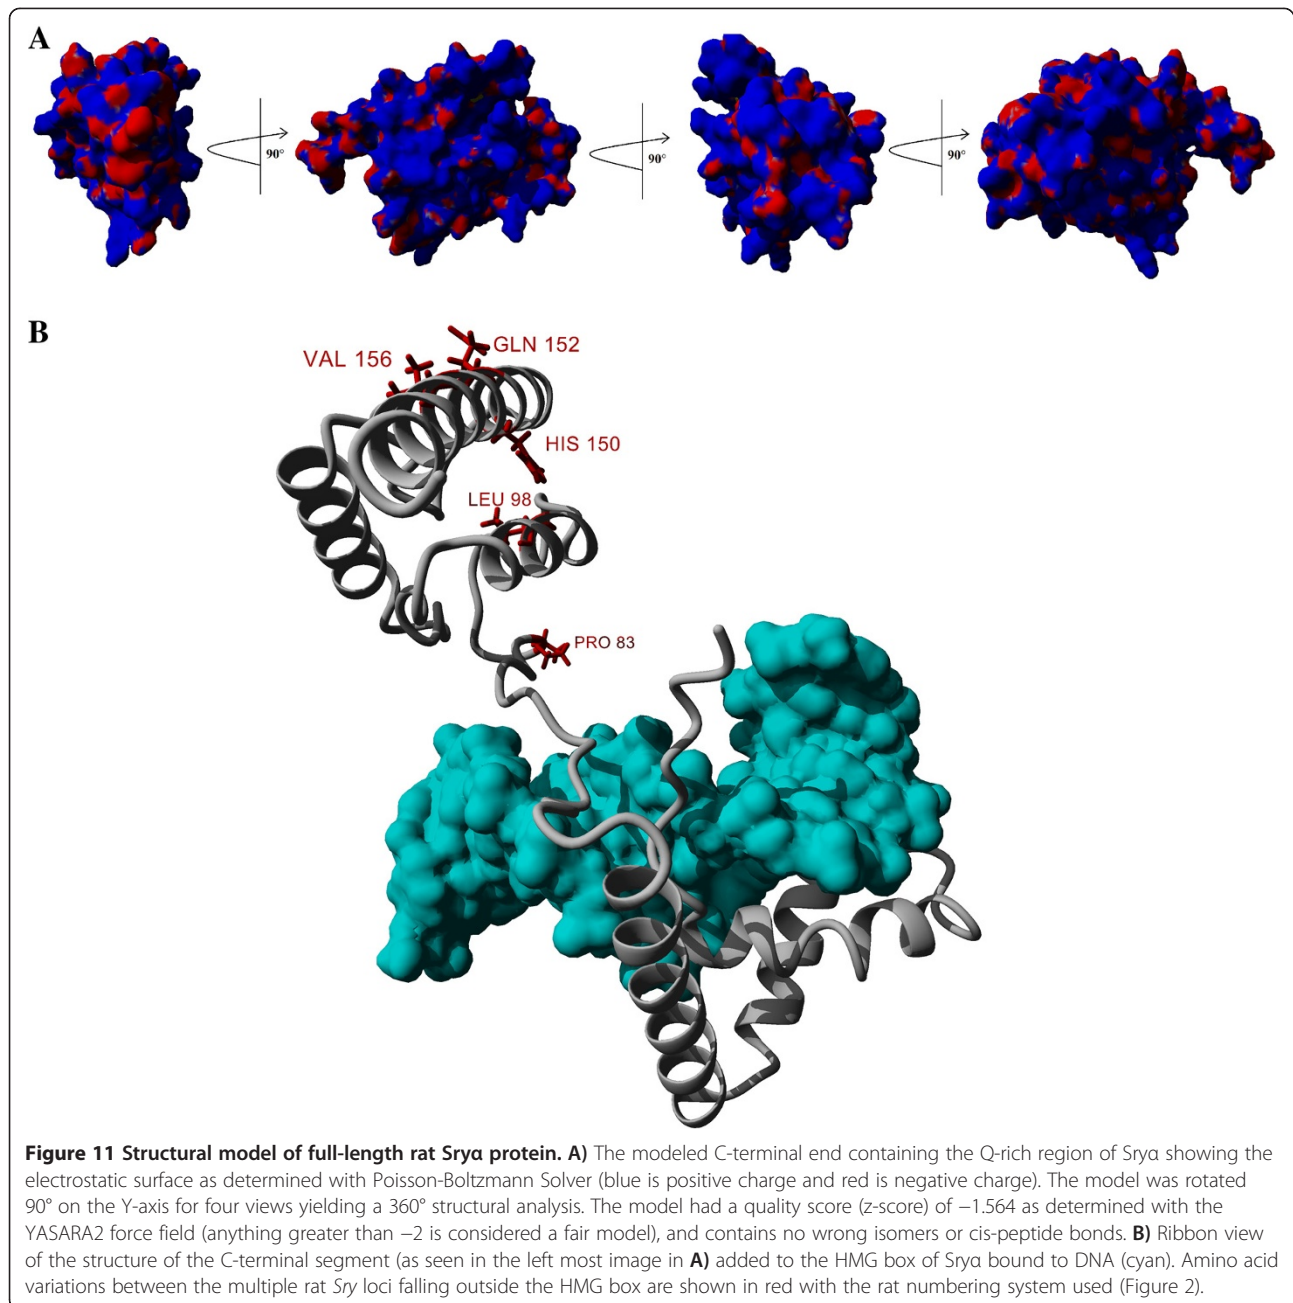 A
90°
90°
90°
B
VAL 156
GLN 152
HIS 150
LEU 98
PRO 83
Figure 11 Structural model of full-length rat Sryα protein. A) The modeled C-terminal end containing the Q-rich region of Sryα showing the
electrostatic surface as determined with Poisson-Boltzmann Solver (blue is positive charge and red is negative charge). The model was rotated
90° on the Y-axis for four views yielding a 360° structural analysis. The model had a quality score (z-score) of −1.564 as determined with the
YASARA2 force field (anything greater than −2 is considered a fair model), and contains no wrong isomers or cis-peptide bonds. B) Ribbon view
of the structure of the C-terminal segment (as seen in the left most image in A) added to the HMG box of Sryα bound to DNA (cyan). Amino acid
variations between the multiple rat Sry loci falling outside the HMG box are shown in red with the rat numbering system used (Figure 2).